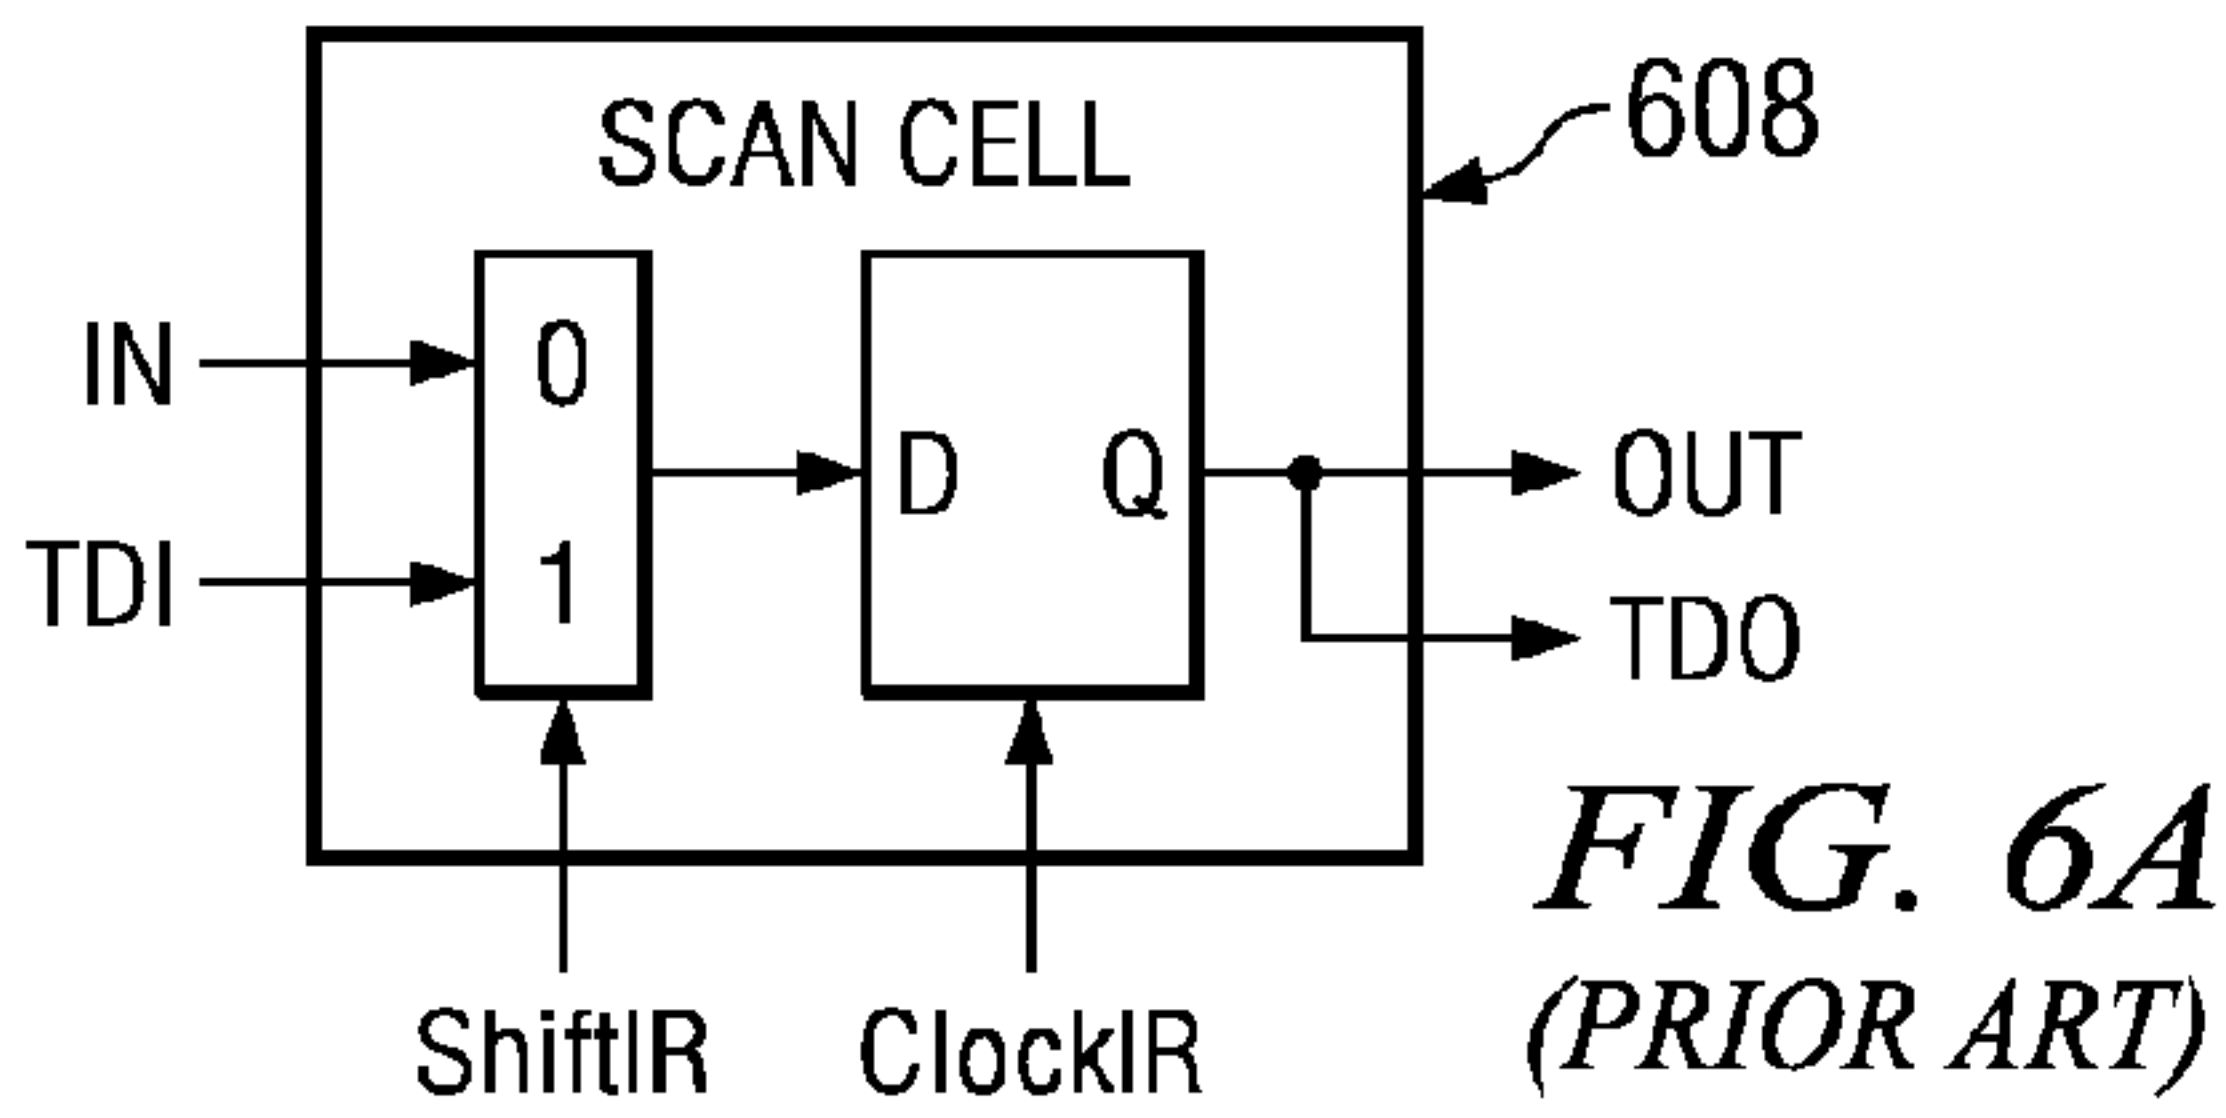 SCAN CELL
608
IN
0
D Q
OUT
TDI
1
TDO
ShiftIR
ClockIR
FIG. 6A
(PRIOR ART)